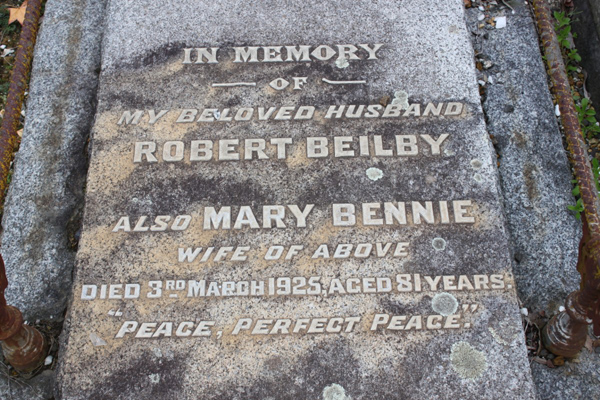 IN MEMORY
OF
MY BELOVED HUSBAND
ROBERT BEILBY
ALSO MARY BENNIE
WIFE OF ABOVE
DIED 3RD MARCH 1925, AGED 81 YEARS.
"PEACE, PERFECT PEACE."